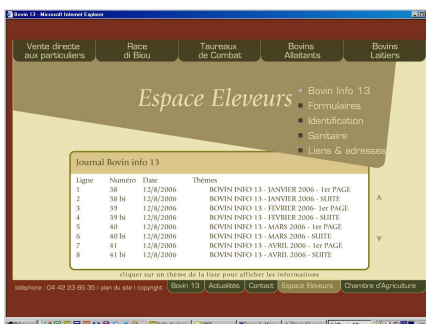 Bovin 13 - Microsoft Internet Explorer
Vente directe aux particuliers
Race di Biou
Taureaux de Combat
Bovins Allaitants
Bovins Laitiers
Espace Eleveurs
Bovin Info 13
Formulaires
Identification
Sanitaire
Liens & adresses
Journal Bovin info 13
Ligne Numéro Date Thèmes
1 38 12/8/2006 BOVIN INFO 13 - JANVIER 2006 - 1er PAGE
2 38 bi 12/8/2006 BOVIN INFO 13 - JANVIER 2006 - SUITE
3 39 12/8/2006 BOVIN INFO 13 - FEVRIER 2006- 1er PAGE
4 39 bi 12/8/2006 BOVIN INFO 13 - FEVRIER 2006 - SUITE
5 40 12/8/2006 BOVIN INFO 13 - MARS 2006 - 1er PAGE
6 40 bi 12/8/2006 BOVIN INFO 13 - MARS 2006 - SUITE
7 41 12/8/2006 BOVIN INFO 13 - AVRIL 2006 - 1er PAGE
8 41 bi 12/8/2006 BOVIN INFO 13 - AVRIL 2006 - SUITE
cliquer sur un thème de la liste pour afficher les informations
téléphone : 04 42 23 86 35 | plan du site | copyright Bovin 13 Actualités Contact Espace Eleveurs Chambre d'Agriculture